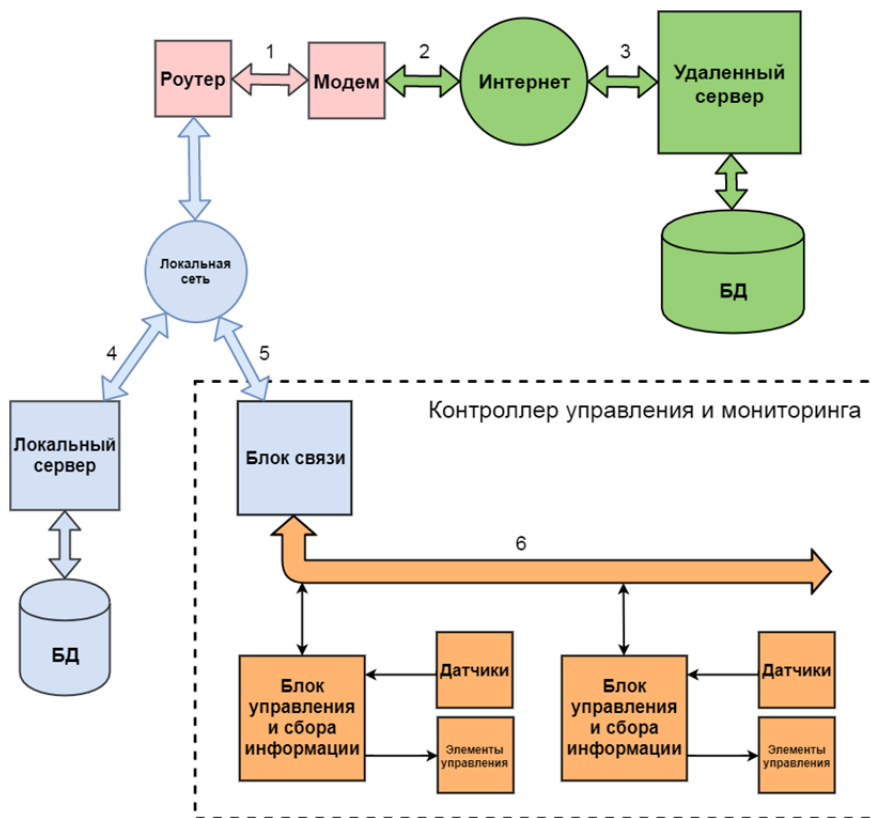 1
2
3
Роутер
Модем
Интернет
Удаленный
сервер
Локальная
сеть
БД
4
5
Контроллер управления и мониторинга
Локальный
сервер
Блок связи
6
БД
Блок
управления
и сбора
информации
Датчики
Элементы
управления
Блок
управления
и сбора
информации
Датчики
Элементы
управления